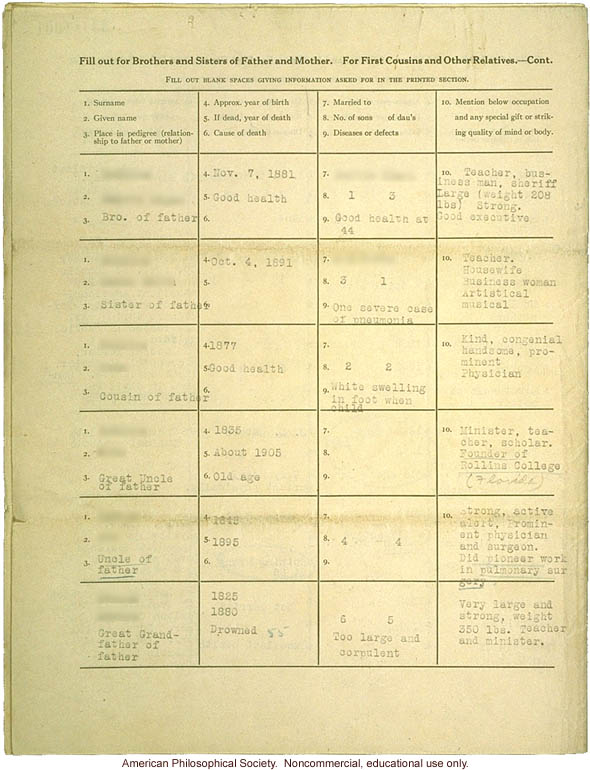 Fill out for Brothers and Sisters of Father and Mother. For First Cousins and Other Relatives.—Cont.
FILL OUT BLANK SPACES GIVING INFORMATION ASKED FOR IN THE PRINTED SECTION.
1. Surname
2. Given name
3. Place in pedigree (relation-
ship to father or mother)
4. Approx. year of birth
5. If dead, year of death
6. Cause of death
7. Married to
8. No. of sons of dau's
9. Diseases or defects
10. Mention below occupation
and any special gift or strik-
ing quality of mind or body.
1.
2.
3. Bro. of father
4. Nov. 7, 1881
5. Good health
6.
7.
8. 1 3
9. Good health at
44
10. Teacher, bus-
iness man, sheriff
Large (weight 208
lbs) Strong.
Good executive
1.
2.
3. Sister of father
4. Oct. 4, 1891
5.
6.
7.
8. 3 1
9. One severe case
of pneumonia
10. Teacher.
Housewife
Business woman
Artistical
musical
1.
2.
3. Cousin of father
4. 1877
5. Good health
6.
7.
8. 2 2
9. White swelling
in foot when
child
10. Kind, congenial
handsome, pro-
minent
Physician
1.
2.
3. Great Uncle
of father
4. 1835
5. About 1905
6. Old age
7.
8.
9.
10. Minister, tea-
cher, scholar.
Founder of
Rollins College
(Florida)
1.
2.
3. Uncle of
father
4. 1843
5. 1895
6.
7.
8. 4 4
9.
10. strong, active
alert, Promin-
ent physician
and surgeon.
Did pioneer work
in pulmonary sur
gery
Great Grand-
father of
father
1825
1880
Drowned 55
6 5
Too large and
corpulent
Very large and
strong, weight
350 lbs. Teacher
and minister.
American Philosophical Society. Noncommercial, educational use only.